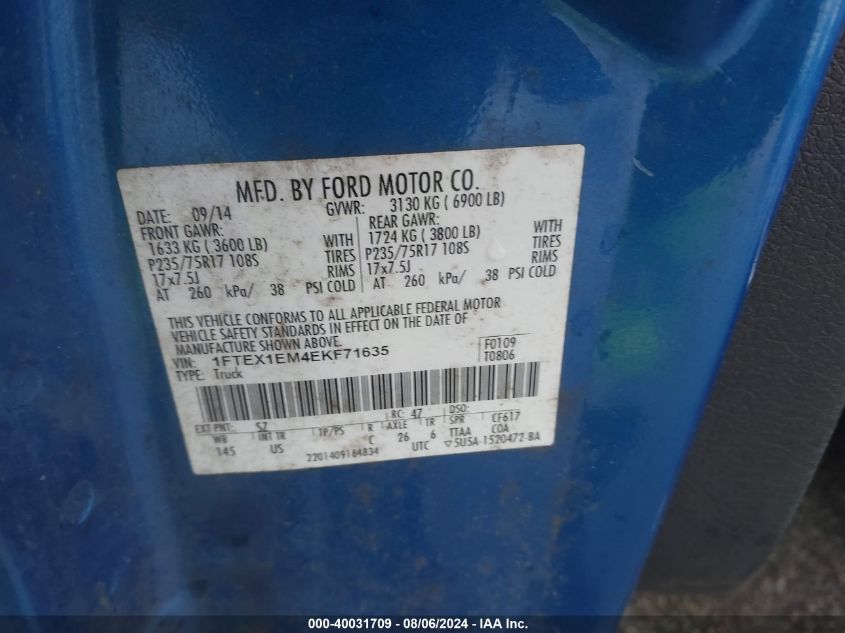 MFD. BY FORD MOTOR CO.
DATE: 09/14 GVWR: 3130 KG ( 6900 LB)
FRONT GAWR: REAR GAWR:
1633 KG ( 3600 LB) WITH 1724 KG ( 3800 LB) WITH
P235/75R17 108S TIRES P235/75R17 108S TIRES
17x7.5J RIMS 17x7.5J RIMS
AT 260 kPa/ 38 PSI COLD AT 260 kPa/ 38 PSI COLD
THIS VEHICLE CONFORMS TO ALL APPLICABLE FEDERAL MOTOR
VEHICLE SAFETY STANDARDS IN EFFECT ON THE DATE OF
MANUFACTURE SHOWN ABOVE.
VIN: 1FTEX1EM4EKF71635 F0109
TYPE: Truck T0806
EXT PNT: SZ RC: 47 DSO:
WB INT TR TP/PS R AXLE TR SPR CF617
145 US C 26 6 TTAA COA
2201409164834 UTC ▽5U5A-1520472-BA
000-40031709 - 08/06/2024 - IAA Inc.